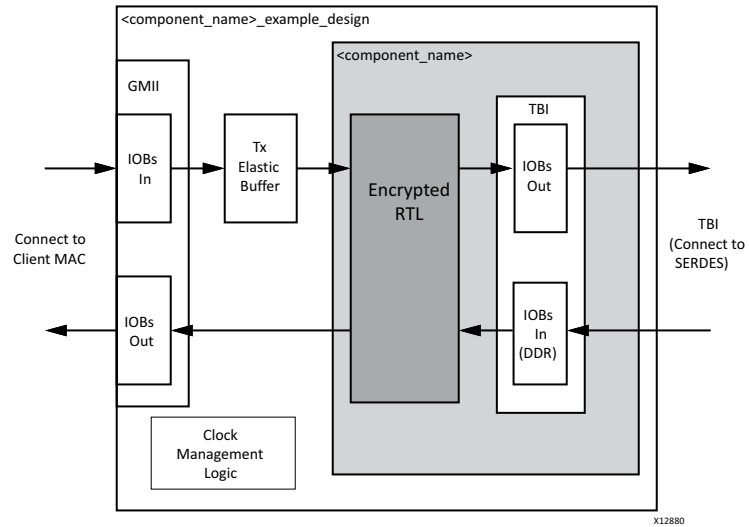 <component_name>_example_design
<component_name>
GMII
TBI
IOBs
In
Tx
Elastic
Buffer
Encrypted
RTL
IOBs
Out
Connect to
Client MAC
TBI
(Connect to
SERDES)
IOBs
Out
IOBs
In
(DDR)
Clock
Management
Logic
X12880